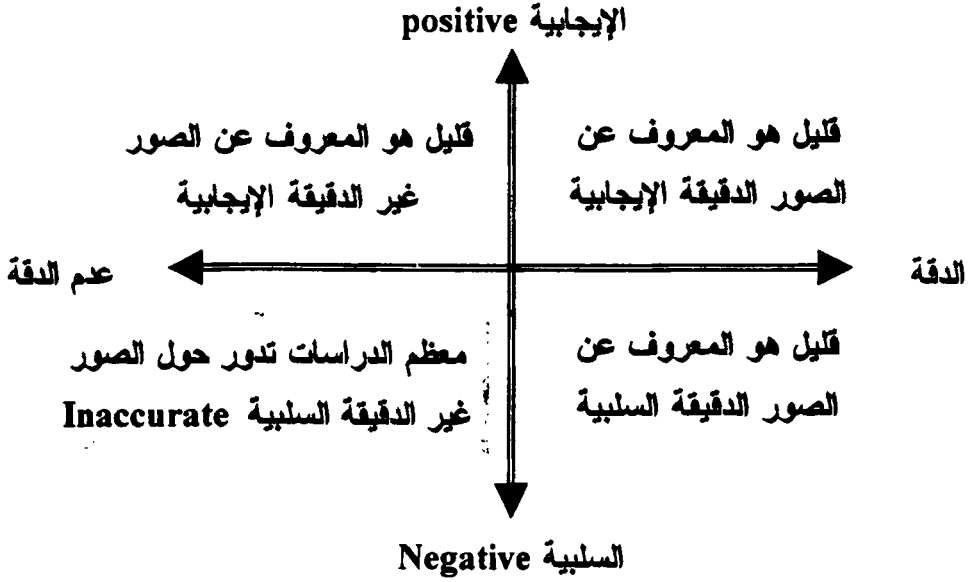 الإيجابية positive
قليل هو المعروف عن
الصور الدقيقة الإيجابية
قليل هو المعروف عن الصور
غير الدقيقة الإيجابية
الدقة
عدم الدقة
قليل هو المعروف عن
الصور الدقيقة السلبية
معظم الدراسات تدور حول الصور
غير الدقيقة السلبية Inaccurate
السلبية Negative